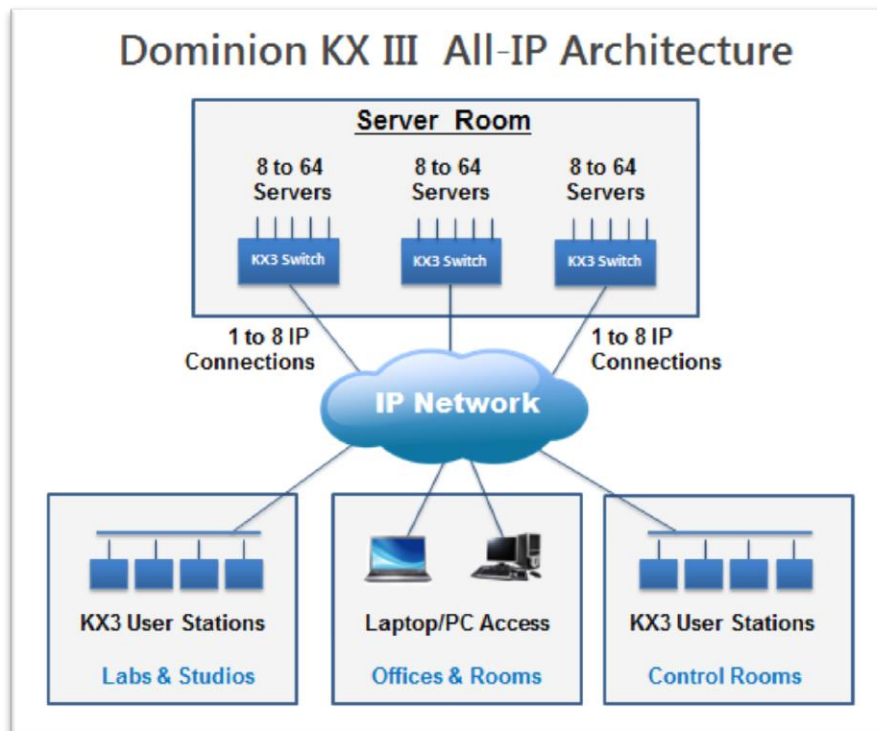 Dominion KX III All-IP Architecture
Server Room
8 to 64
Servers
8 to 64
Servers
8 to 64
Servers
KX3 Switch
KX3 Switch
KX3 Switch
1 to 8 IP
Connections
1 to 8 IP
Connections
IP Network
KX3 User Stations
Labs & Studios
Laptop/PC Access
Offices & Rooms
KX3 User Stations
Control Rooms